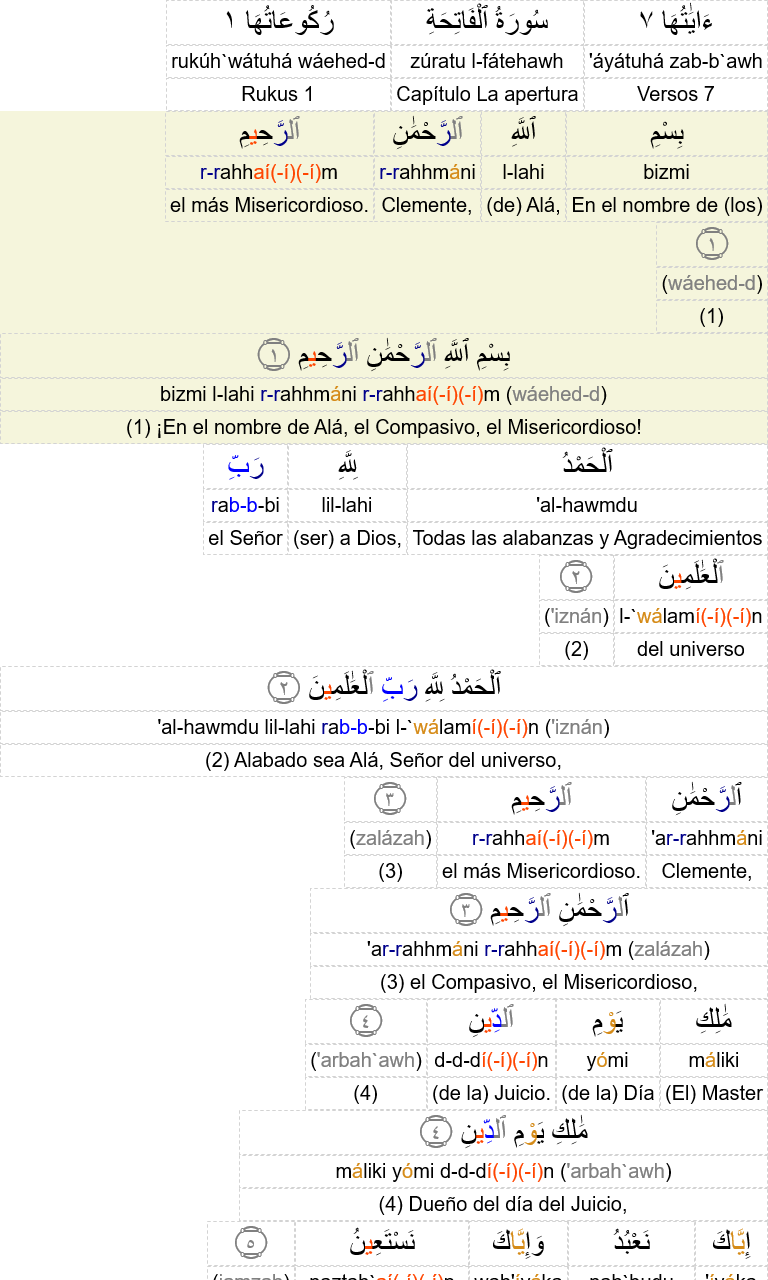 ءَايَٰتُهَا ٧ سُورَةُ ٱلْفَاتِحَةِ رُكُوعَاتُهَا ١
'áyátuhá zab-b`awh zúratu l-fátehawh rukúh`wátuhá wáehed-d
Versos 7 Capítulo La apertura Rukus 1
بِسْمِ ٱللَّهِ ٱلرَّحْمَٰنِ ٱلرَّحِيمِ
bizmi l-lahi r-rahhmáni r-rahhaí(-í)(-í)m
En el nombre de (los) (de) Alá, Clemente, el más Misericordioso.
١
(wáehed-d)
(1)
بِسْمِ ٱللَّهِ ٱلرَّحْمَٰنِ ٱلرَّحِيمِ ١
bizmi l-lahi r-rahhmáni r-rahhaí(-í)(-í)m (wáehed-d)
(1) ¡En el nombre de Alá, el Compasivo, el Misericordioso!
ٱلْحَمْدُ لِلَّهِ رَبِّ
'al-hawmdu lil-lahi rab-b-bi
Todas las alabanzas y Agradecimientos (ser) a Dios, el Señor
ٱلْعَٰلَمِينَ ٢
l-`wálamí(-í)(-í)n ('iznán)
del universo (2)
ٱلْحَمْدُ لِلَّهِ رَبِّ ٱلْعَٰلَمِينَ ٢
'al-hawmdu lil-lahi rab-b-bi l-`wálamí(-í)(-í)n ('iznán)
(2) Alabado sea Alá, Señor del universo,
ٱلرَّحْمَٰنِ ٱلرَّحِيمِ ٣
'ar-rahhmáni r-rahhaí(-í)(-í)m (zalázah)
Clemente, el más Misericordioso. (3)
ٱلرَّحْمَٰنِ ٱلرَّحِيمِ ٣
'ar-rahhmáni r-rahhaí(-í)(-í)m (zalázah)
(3) el Compasivo, el Misericordioso,
مَٰلِكِ يَوْمِ ٱلدِّينِ ٤
máliki yómi d-d-dí(-í)(-í)n ('arbah`awh)
(El) Master (de la) Día (de la) Juicio. (4)
مَٰلِكِ يَوْمِ ٱلدِّينِ ٤
máliki yómi d-d-dí(-í)(-í)n ('arbah`awh)
(4) Dueño del día del Juicio,
إِيَّاكَ نَعْبُدُ وَإِيَّاكَ نَسْتَعِينُ ٥